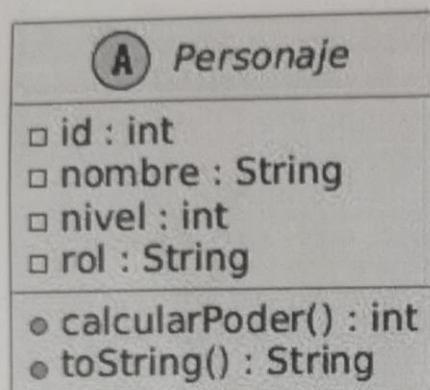 A Personaje
id : int
nombre : String
nivel : int
rol : String
calcularPoder() : int
toString() : String